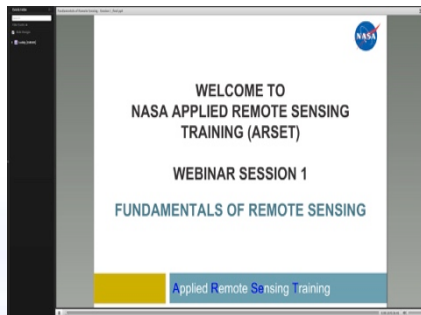 NASA
WELCOME TO
NASA APPLIED REMOTE SENSING
TRAINING (ARSET)
WEBINAR SESSION 1
FUNDAMENTALS OF REMOTE SENSING
Applied Remote Sensing Training